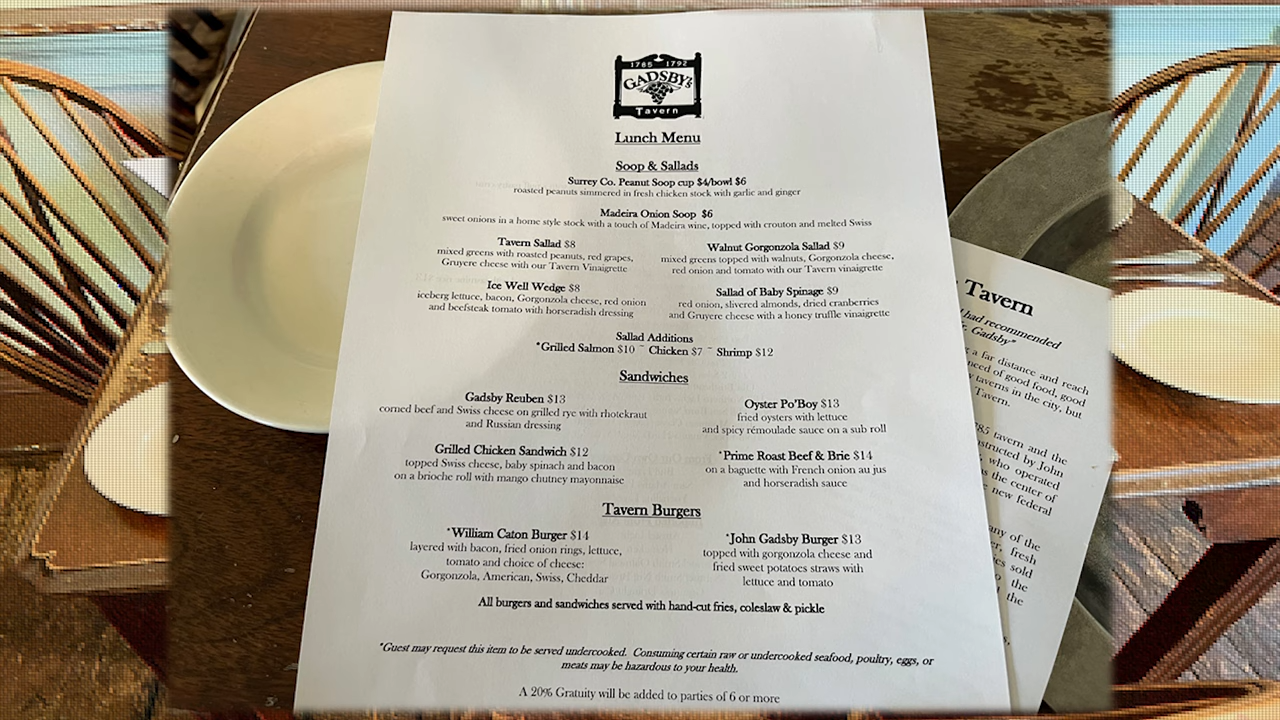 1785 1792
GADSBY's
Tavern
Lunch Menu
Soop & Sallads
Surrey Co. Peanut Soop cup $4/bowl $6
roasted peanuts simmered in fresh chicken stock with garlic and ginger
Madeira Onion Soop $6
sweet onions in a home style stock with a touch of Madeira wine, topped with crouton and melted Swiss
Tavern Sallad $8
mixed greens with roasted peanuts, red grapes,
Gruyere cheese with our Tavern Vinaigrette
Walnut Gorgonzola Sallad $9
mixed greens topped with walnuts, Gorgonzola cheese,
red onion and tomato with our Tavern vinaigrette
Ice Well Wedge $8
iceberg lettuce, bacon, Gorgonzola cheese, red onion
and beefsteak tomato with horseradish dressing
Sallad of Baby Spinage $9
red onion, slivered almonds, dried cranberries
and Gruyere cheese with a honey truffle vinaigrette
Sallad Additions
*Grilled Salmon $10 ~ Chicken $7 ~ Shrimp $12
Sandwiches
Gadsby Reuben $13
corned beef and Swiss cheese on grilled rye with rhotekraut
and Russian dressing
Oyster Po'Boy $13
fried oysters with lettuce
and spicy rémoulade sauce on a sub roll
Grilled Chicken Sandwich $12
topped Swiss cheese, baby spinach and bacon
on a brioche roll with mango chutney mayonnaise
*Prime Roast Beef & Brie $14
on a baguette with French onion au jus
and horseradish sauce
Tavern Burgers
*William Caton Burger $14
layered with bacon, fried onion rings, lettuce,
tomato and choice of cheese:
Gorgonzola, American, Swiss, Cheddar
*John Gadsby Burger $13
topped with gorgonzola cheese and
fried sweet potatoes straws with
lettuce and tomato
All burgers and sandwiches served with hand-cut fries, coleslaw & pickle
*Guest may request this item to be served undercooked. Consuming certain raw or undercooked seafood, poultry, eggs, or
meats may be hazardous to your health.
A 20% Gratuity will be added to parties of 6 or more
Tavern
had recommended
Gadsby"
a far distance and reach
need of good food, good
taverns in the city, but
Tavern.
85 tavern and the
nstructed by John
who operated
the center of
new federal
any of the
fresh
sold
the
the